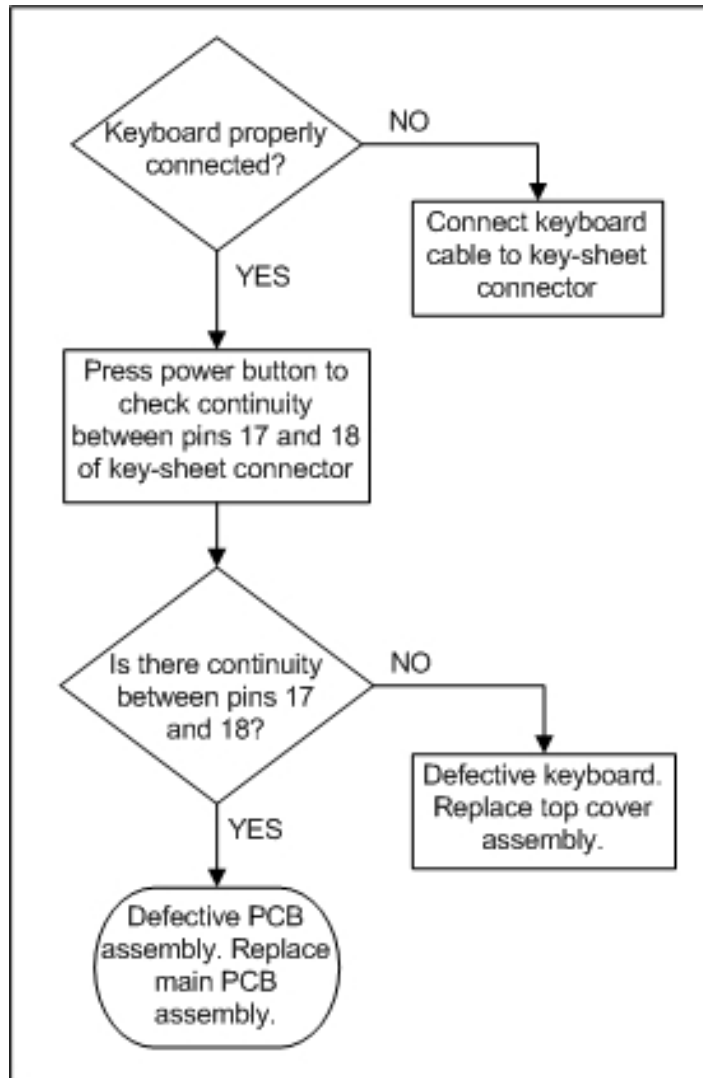 Keyboard properly
connected?
NO
Connect keyboard
cable to key-sheet
connector
YES
Press power button to
check continuity
between pins 17 and 18
of key-sheet connector
Is there continuity
between pins 17
and 18?
NO
Defective keyboard.
Replace top cover
assembly.
YES
Defective PCB
assembly. Replace
main PCB
assembly.